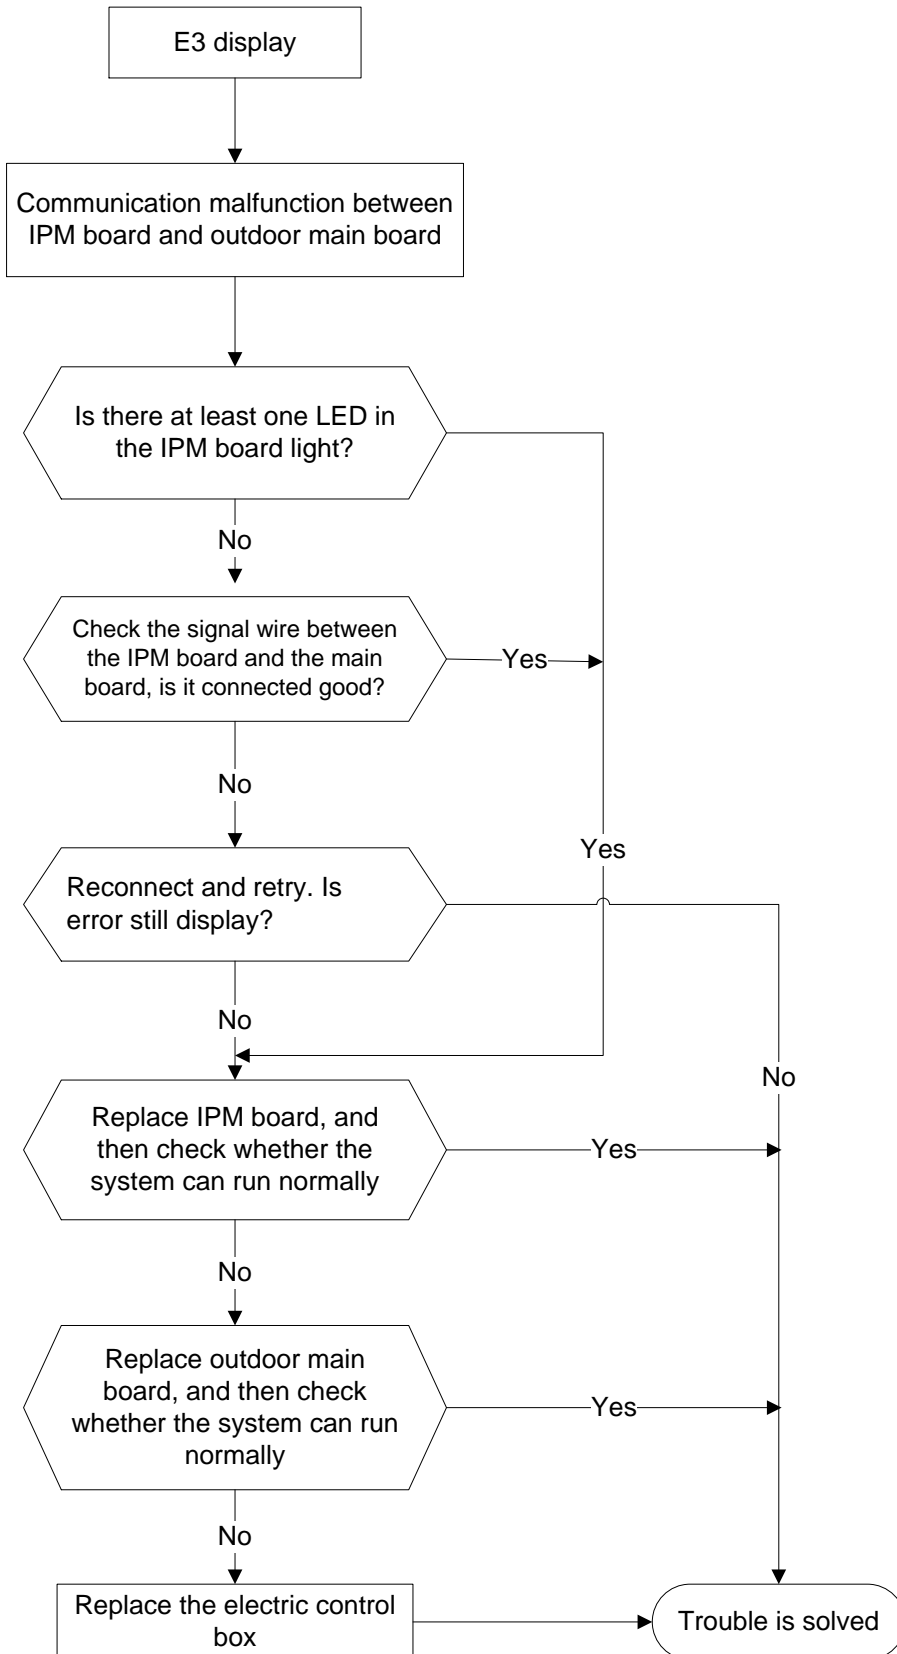 E3 display
Communication malfunction between
IPM board and outdoor main board
Is there at least one LED in
the IPM board light?
No
Check the signal wire between
the IPM board and the main
board, is it connected good?
Yes
No
Yes
Reconnect and retry. Is
error still display?
No
No
Replace IPM board, and
then check whether the
system can run normally
Yes
No
Replace outdoor main
board, and then check
whether the system can run
normally
Yes
No
Replace the electric control
box
Trouble is solved